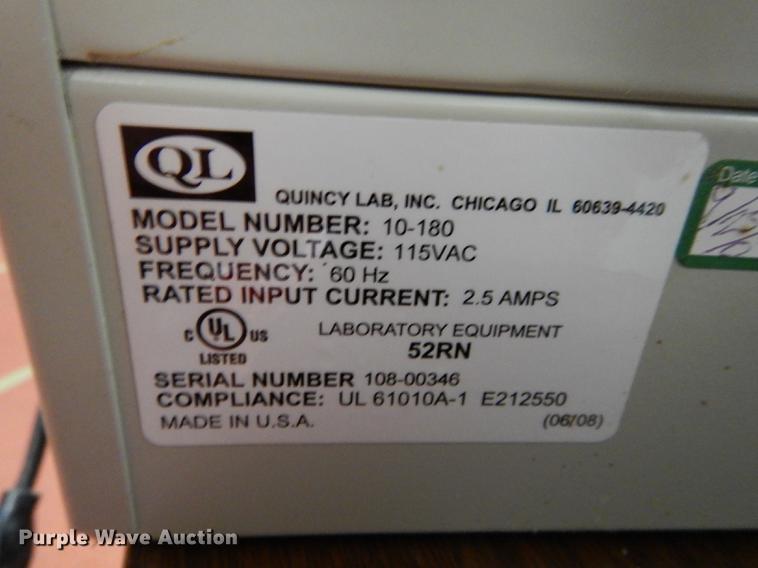 QL
QUINCY LAB, INC. CHICAGO IL 60639-4420
MODEL NUMBER: 10-180
SUPPLY VOLTAGE: 115VAC
FREQUENCY: 60 Hz
RATED INPUT CURRENT: 2.5 AMPS
C UL US
LISTED
LABORATORY EQUIPMENT
52RN
SERIAL NUMBER 108-00346
COMPLIANCE: UL 61010A-1 E212550
MADE IN U.S.A. (06/08)
Date
Purple Wave Auction